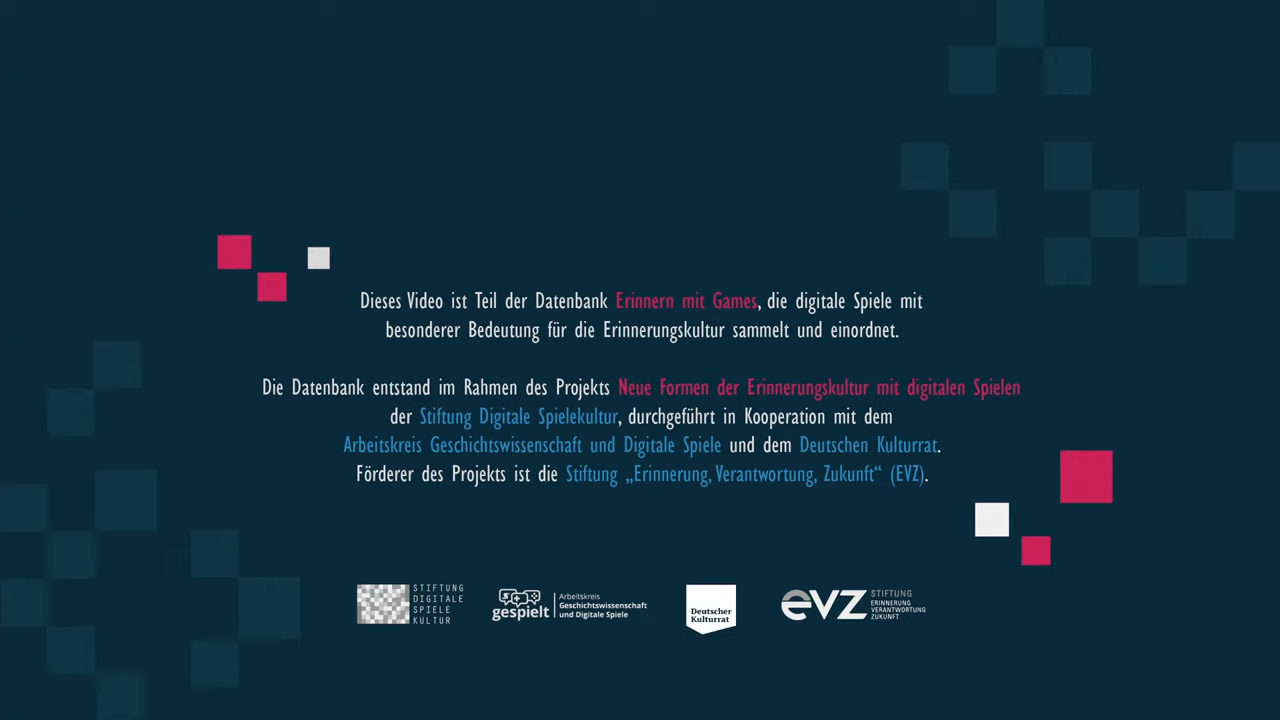 Dieses Video ist Teil der Datenbank Erinnern mit Games, die digitale Spiele mit
besonderer Bedeutung für die Erinnerungskultur sammelt und einordnet.
Die Datenbank entstand im Rahmen des Projekts Neue Formen der Erinnerungskultur mit digitalen Spielen
der Stiftung Digitale Spielekultur, durchgeführt in Kooperation mit dem
Arbeitskreis Geschichtswissenschaft und Digitale Spiele und dem Deutschen Kulturrat.
Förderer des Projekts ist die Stiftung „Erinnerung, Verantwortung, Zukunft“ (EVZ).
STIFTUNG
DIGITALE
SPIELE
KULTUR
gespielt
Arbeitskreis
Geschichtswissenschaft
und Digitale Spiele
Deutscher
Kulturrat
eVZ
STIFTUNG
ERINNERUNG
VERANTWORTUNG
ZUKUNFT